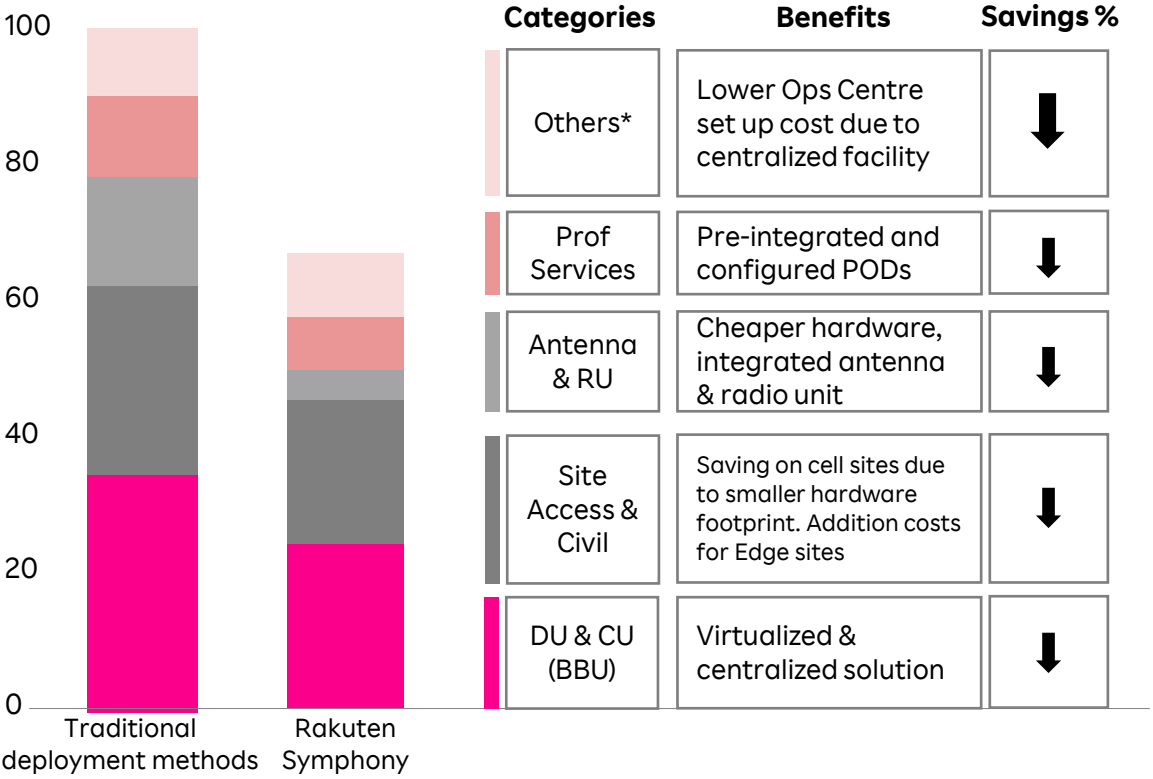 100
80
60
40
20
0
Traditional
deployment methods
Rakuten
Symphony
Categories
Benefits
Savings %
Others*
Lower Ops Centre
set up cost due to
centralized facility
Prof
Services
Pre-integrated and
configured PODs
Antenna
& RU
Cheaper hardware,
integrated antenna
& radio unit
Site
Access &
Civil
Saving on cell sites due
to smaller hardware
footprint. Addition costs
for Edge sites
DU & CU
(BBU)
Virtualized &
centralized solution